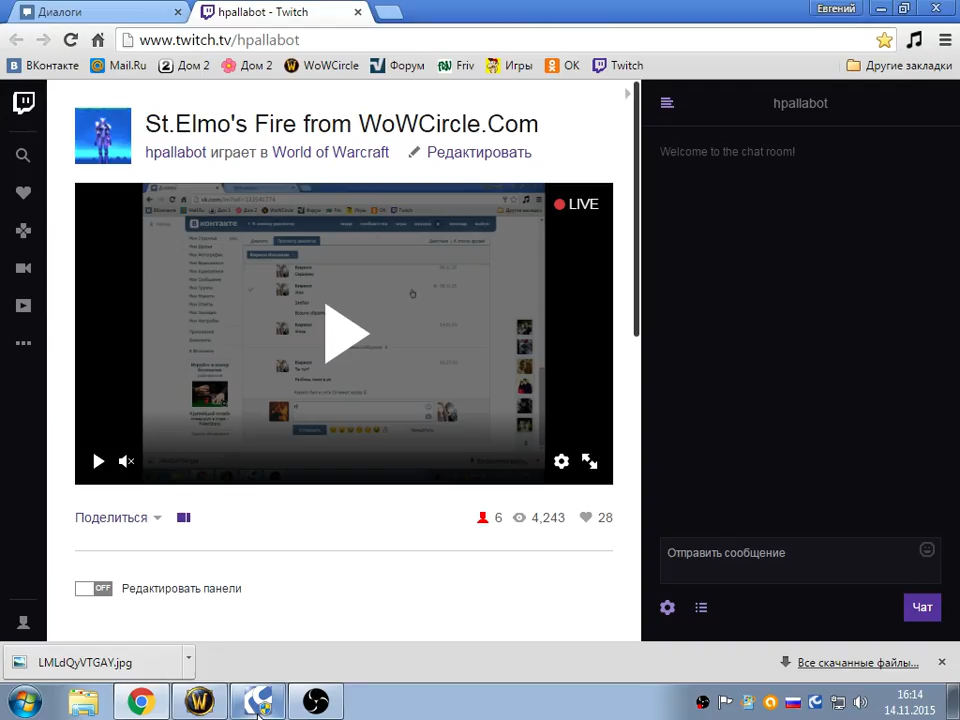 Диалоги
hpallabot - Twitch
Евгений
www.twitch.tv/hpallabot
ВКонтакте
Mail.Ru
Дом 2
Дом 2
WoWCircle
Форум
Friv
Игры
OK
Twitch
Другие закладки
St.Elmo's Fire from WoWCircle.Com
hpallabot играет в World of Warcraft
Редактировать
LIVE
Поделиться
6
4,243
28
OFF
Редактировать панели
hpallabot
Welcome to the chat room!
Отправить сообщение
Чат
LMLdQyVTGAY.jpg
Все скачанные файлы...
16:14
14.11.2015